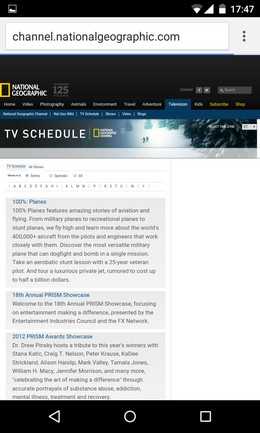 17:47
channel.nationalgeographic.com
NATIONAL
GEOGRAPHIC
125
Home Video Photography Animals Environment Travel Adventure Television Kids Subscribe Shop
National Geographic Channel Nat Geo Wild TV Schedule Shows Video Blogs
TV SCHEDULE
NATIONAL
GEOGRAPHIC
CHANNEL
TV Schedule All Shows
Series Specials All
100%: Planes
100% Planes features amazing stories of aviation and
flying. From military planes to recreational planes to
stunt planes, we fly high and learn more about the world's
400,000+ aircraft from the pilots and engineers that work
closely with them. Discover the most versatile military
plane that can dogfight and bomb in a single mission.
Take an aerobatic stunt lesson with a 25-year veteran
pilot. And tour a luxurious private jet, rumored to cost up
to half a billion dollars.
18th Annual PRISM Showcase
Welcome to the 18th Annual PRISM Showcase, focusing
on entertainment making a difference, presented by the
Entertainment Industries Council and the FX Network.
2012 PRISM Showcase
Dr. Drew Pinsky hosts a tribute to this year's winners with
Stana Katic, Craig T. Nelson, Peter Krause, KaDee
Strickland, Alison Haislip, Mark Valley, Tamala Jones,
William H. Macy, Jennifer Morrison, and many more,
"celebrating the art of making a difference" through
accurate portrayals of substance abuse, addiction,
mental illness, treatment and recovery.